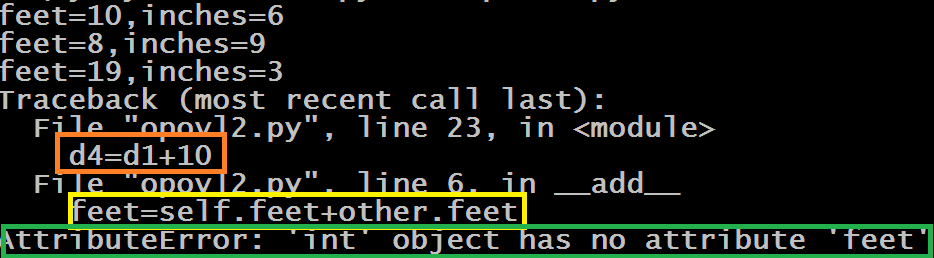 feet=10,inches=6
feet=8,inches=9
feet=19,inches=3
Traceback (most recent call last):
  File "opovl2.py", line 23, in <module>
    d4=d1+10
  File "opovl2.py", line 6, in __add__
    feet=self.feet+other.feet
AttributeError: 'int' object has no attribute 'feet'